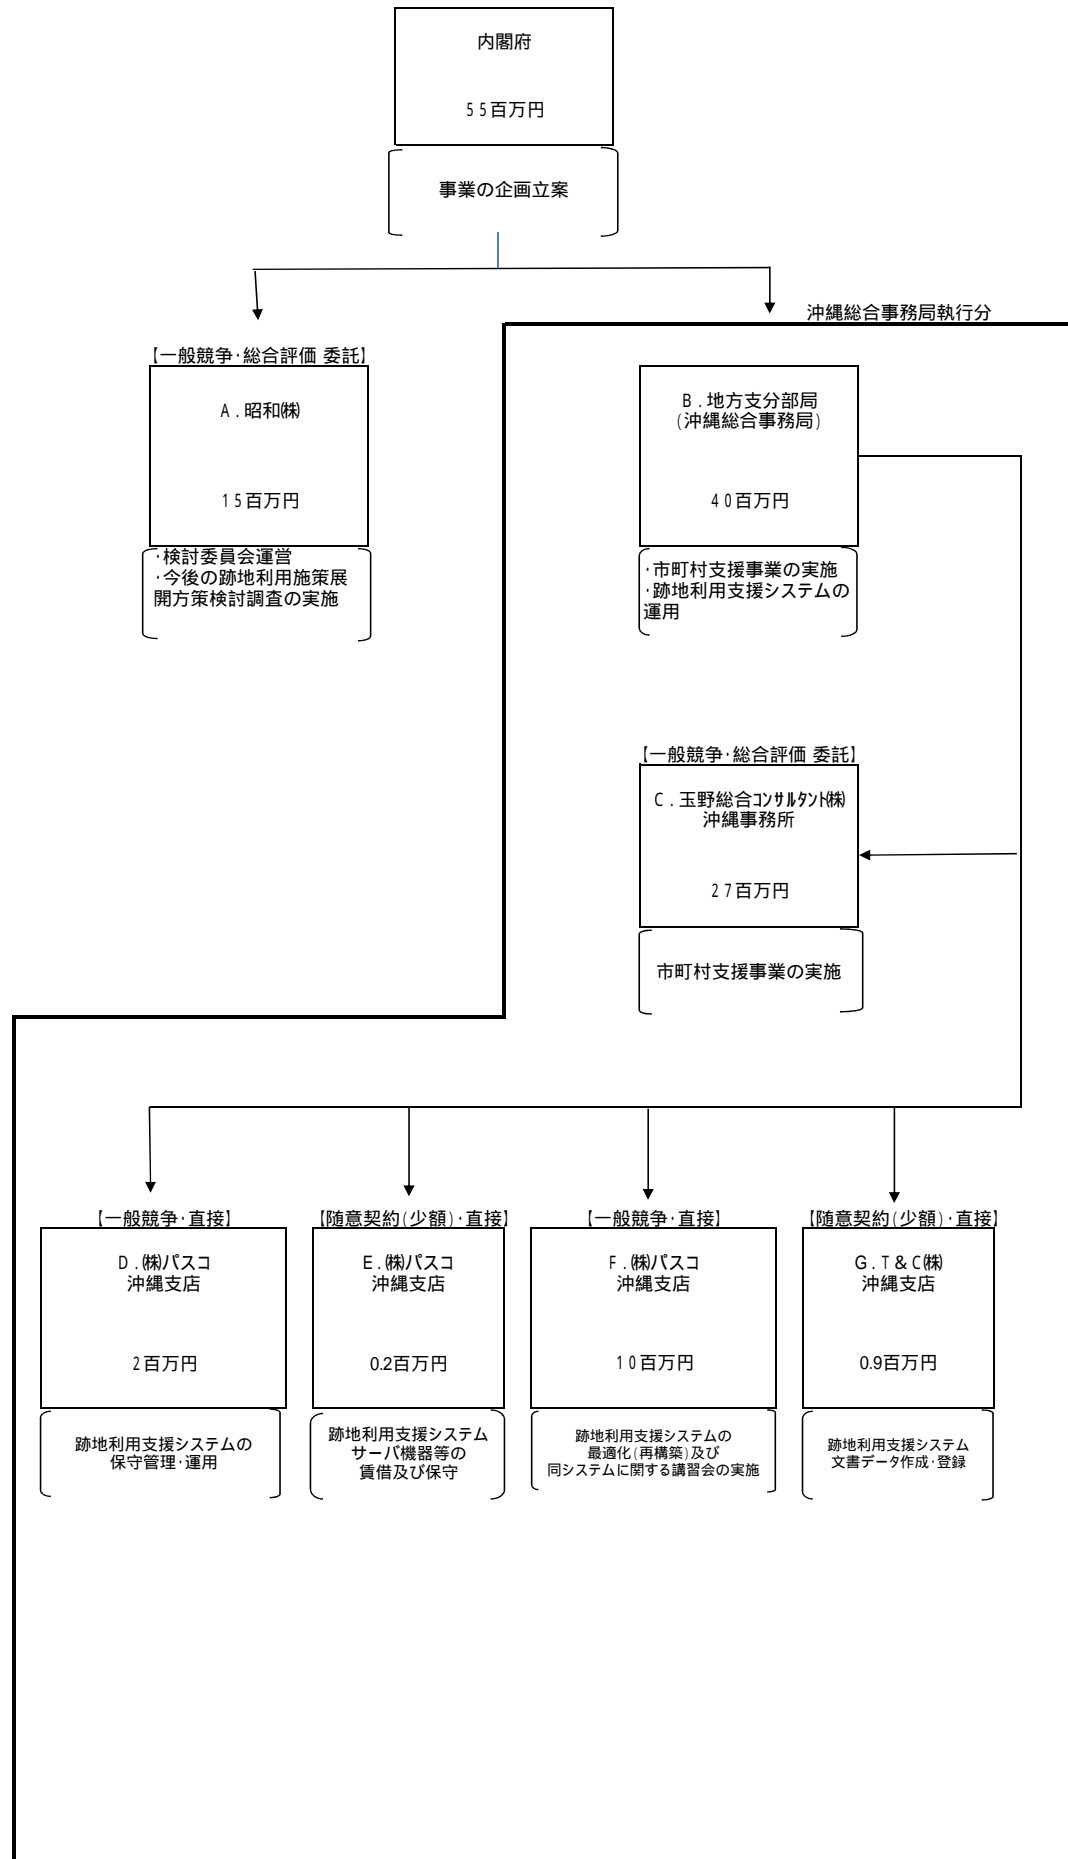 内閣府
55百万円
事業の企画立案
沖縄総合事務局執行分
【一般競争・総合評価 委託】
A.昭和㈱
15百万円
・検討委員会運営
・今後の跡地利用施策展
開方策検討調査の実施
B.地方支分部局
(沖縄総合事務局)
40百万円
・市町村支援事業の実施
・跡地利用支援システムの
運用
【一般競争・総合評価 委託】
C.玉野総合ｺﾝｻﾙﾀﾝﾄ㈱
沖縄事務所
27百万円
市町村支援事業の実施
【一般競争・直接】
D.㈱パスコ
沖縄支店
2百万円
跡地利用支援システムの
保守管理・運用
【随意契約(少額)・直接】
E.㈱パスコ
沖縄支店
0.2百万円
跡地利用支援システム
サーバ機器等の
賃借及び保守
【一般競争・直接】
F.㈱パスコ
沖縄支店
10百万円
跡地利用支援システムの
最適化(再構築)及び
同システムに関する講習会の実施
【随意契約(少額)・直接】
G.T&C㈱
沖縄支店
0.9百万円
跡地利用支援システム
文書データ作成・登録